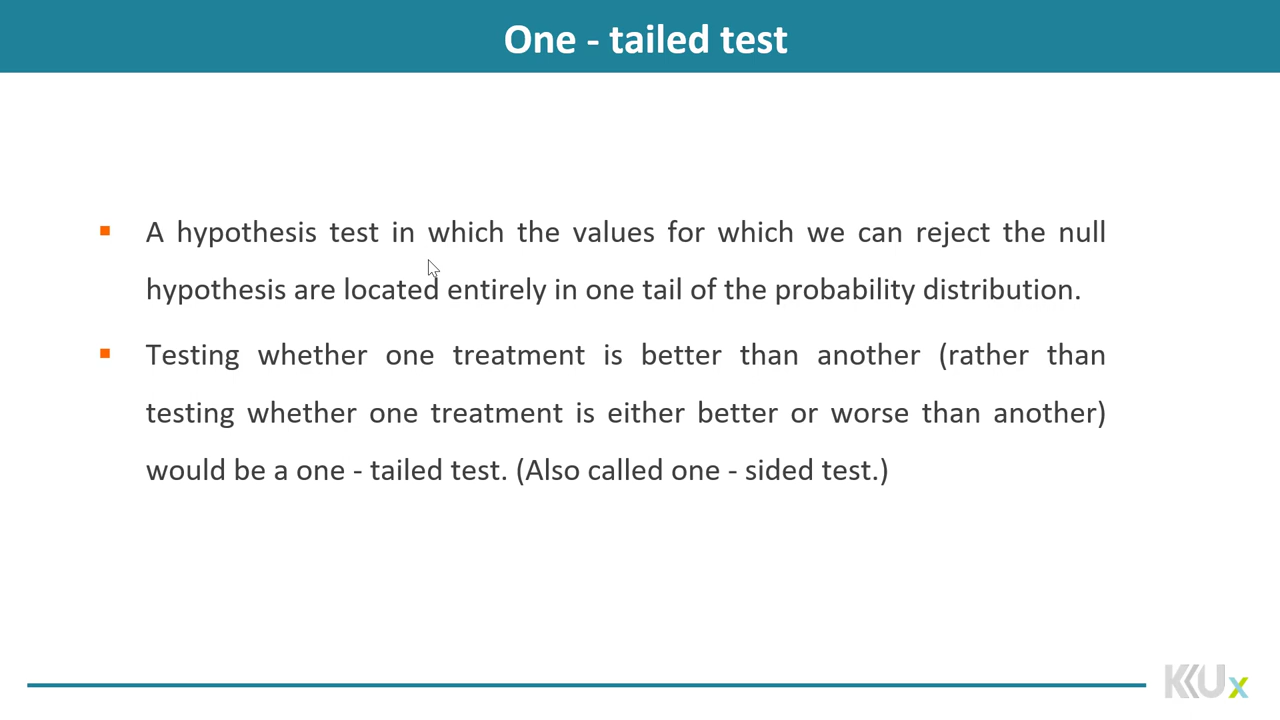 One - tailed test
A hypothesis test in which the values for which we can reject the null
hypothesis are located entirely in one tail of the probability distribution.
Testing whether one treatment is better than another (rather than
testing whether one treatment is either better or worse than another)
would be a one - tailed test. (Also called one - sided test.)
KKUx